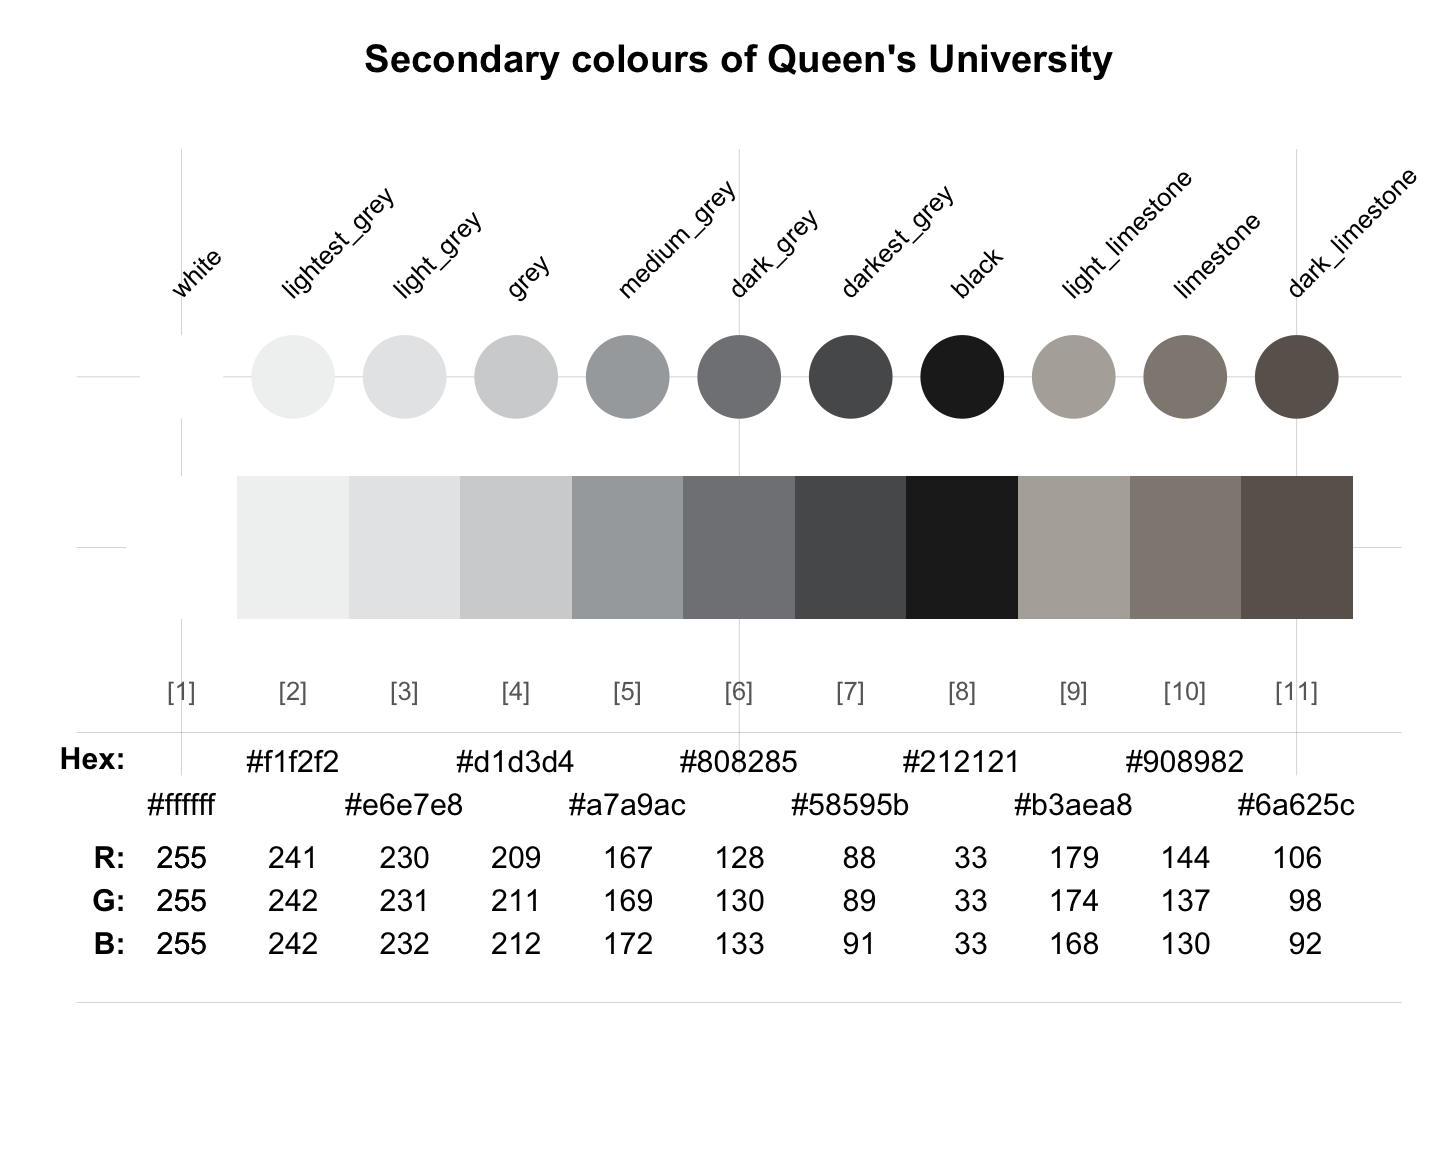 Secondary colours of Queen's University
white lightest_grey light_grey grey medium_grey dark_grey darkest_grey black light_limestone limestone dark_limestone
[1] [2] [3] [4] [5] [6] [7] [8] [9] [10] [11]
Hex: #f1f2f2 #d1d3d4 #808285 #212121 #908982
#ffffff #e6e7e8 #a7a9ac #58595b #b3aea8 #6a625c
R: 255 241 230 209 167 128 88 33 179 144 106
G: 255 242 231 211 169 130 89 33 174 137 98
B: 255 242 232 212 172 133 91 33 168 130 92